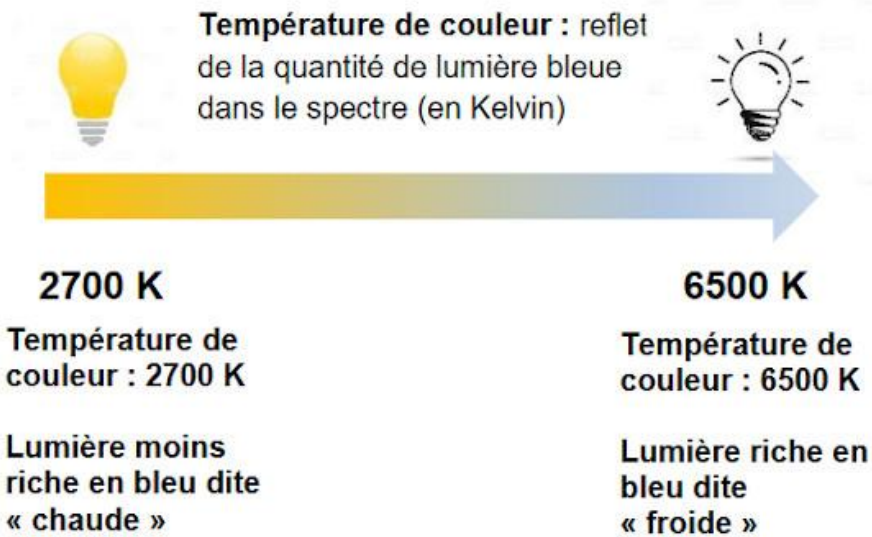 Température de couleur : reflet
de la quantité de lumière bleue
dans le spectre (en Kelvin)
2700 K
Température de
couleur : 2700 K
Lumière moins
riche en bleu dite
« chaude »
6500 K
Température de
couleur : 6500 K
Lumière riche en
bleu dite
« froide »